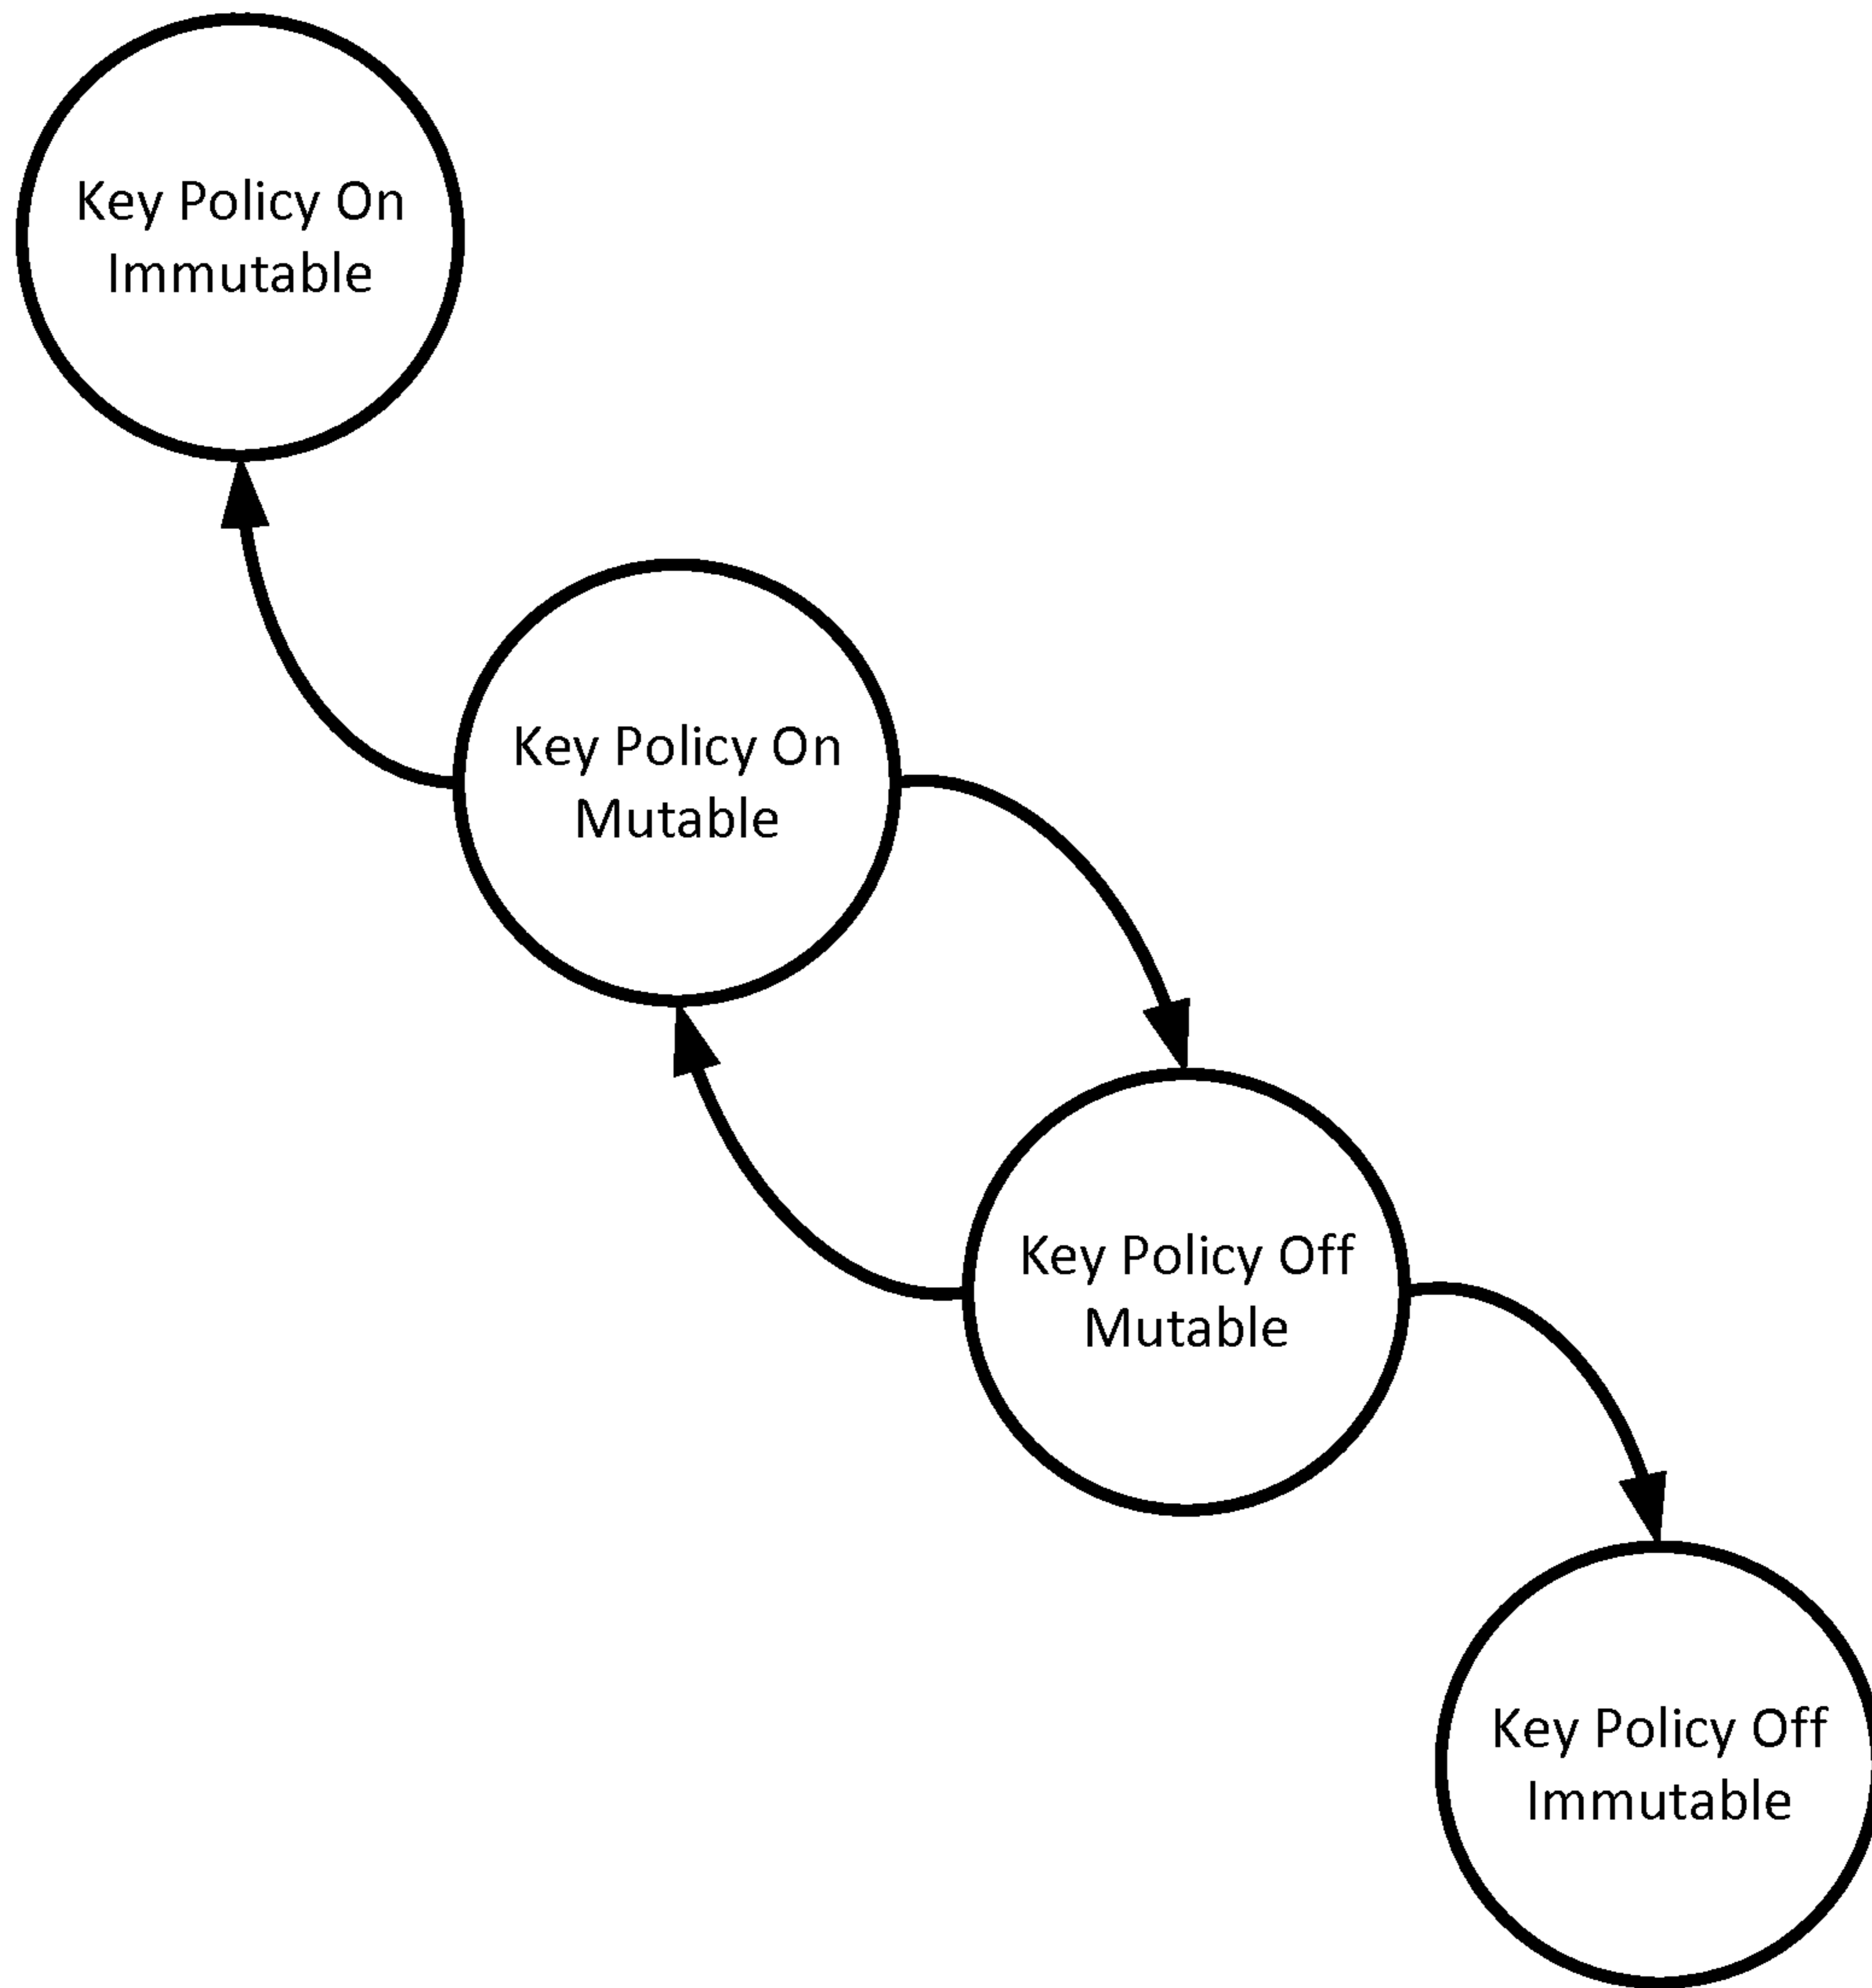 Key Policy On
Immutable
Key Policy On
Mutable
Key Policy Off
Mutable
Key Policy Off
Immutable